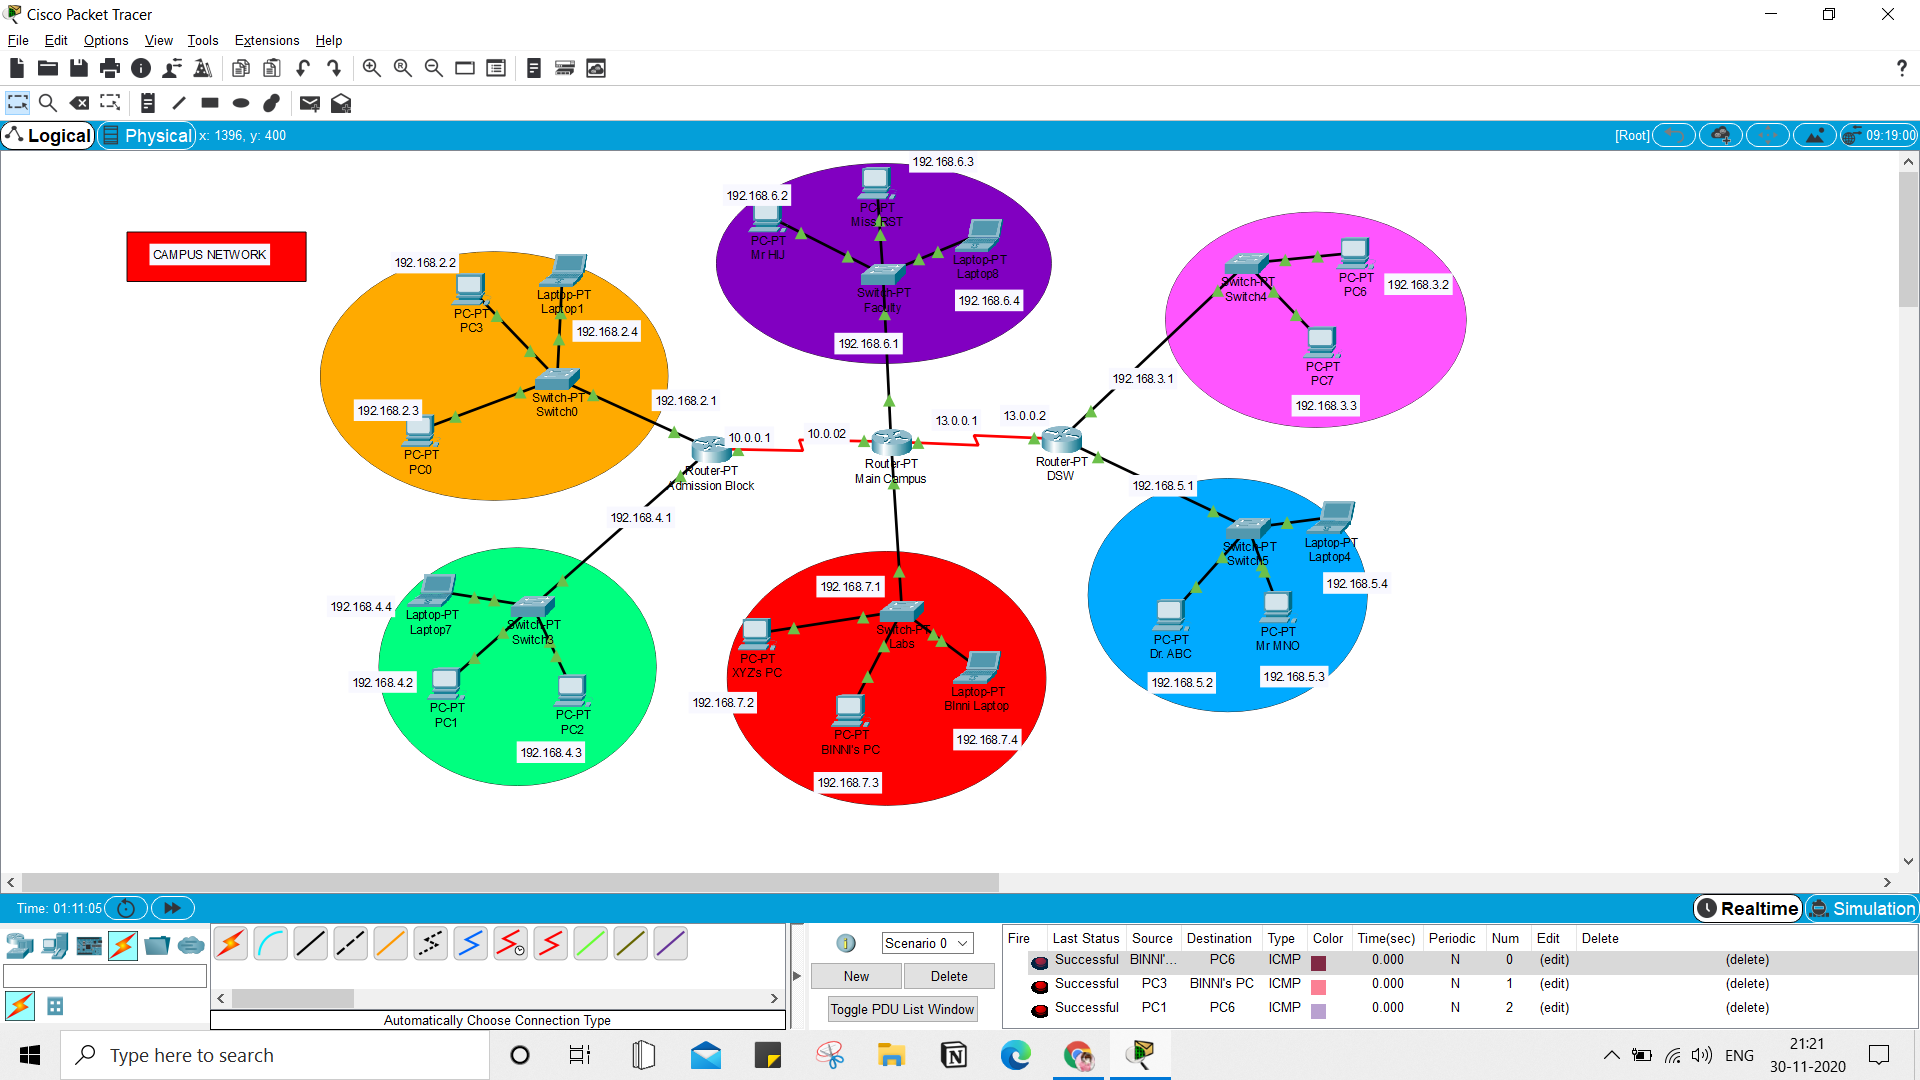 Cisco Packet Tracer
File Edit Options View Tools Extensions Help
Logical Physical x: 1396, y: 400 [Root] 09:19:00
CAMPUS NETWORK
192.168.2.2
PC-PT
PC3
Laptop-PT
Laptop1
192.168.2.4
192.168.2.3
PC-PT
PC0
Switch-PT
Switch0
192.168.2.1
192.168.6.2
PC-PT
Mr HIJ
192.168.6.3
PC-PT
Miss RST
Laptop-PT
Laptop8
192.168.6.4
Switch-PT
Faculty
192.168.6.1
Switch-PT
Switch4
PC-PT
PC6
192.168.3.2
PC-PT
PC7
192.168.3.3
192.168.3.1
10.0.0.1
10.0.02
13.0.0.1
13.0.0.2
Router-PT
Admission Block
Router-PT
Main Campus
Router-PT
DSW
192.168.4.1
192.168.4.4
Laptop-PT
Laptop7
Switch-PT
Switch3
192.168.4.2
PC-PT
PC1
PC-PT
PC2
192.168.4.3
192.168.7.1
Switch-PT
Labs
PC-PT
XYZ's PC
192.168.7.2
PC-PT
BINNI's PC
192.168.7.3
Laptop-PT
BInni Laptop
192.168.7.4
192.168.5.1
Switch-PT
Switch5
Laptop-PT
Laptop4
192.168.5.4
PC-PT
Dr. ABC
192.168.5.2
PC-PT
Mr MNO
192.168.5.3
Time: 01:11:05 Realtime Simulation
Automatically Choose Connection Type
Scenario 0
New Delete
Toggle PDU List Window
Fire Last Status Source Destination Type Color Time(sec) Periodic Num Edit Delete
Successful BINNI'... PC6 ICMP 0.000 N 0 (edit) (delete)
Successful PC3 BINNI's PC ICMP 0.000 N 1 (edit) (delete)
Successful PC1 PC6 ICMP 0.000 N 2 (edit) (delete)
Type here to search
ENG
21:21
30-11-2020